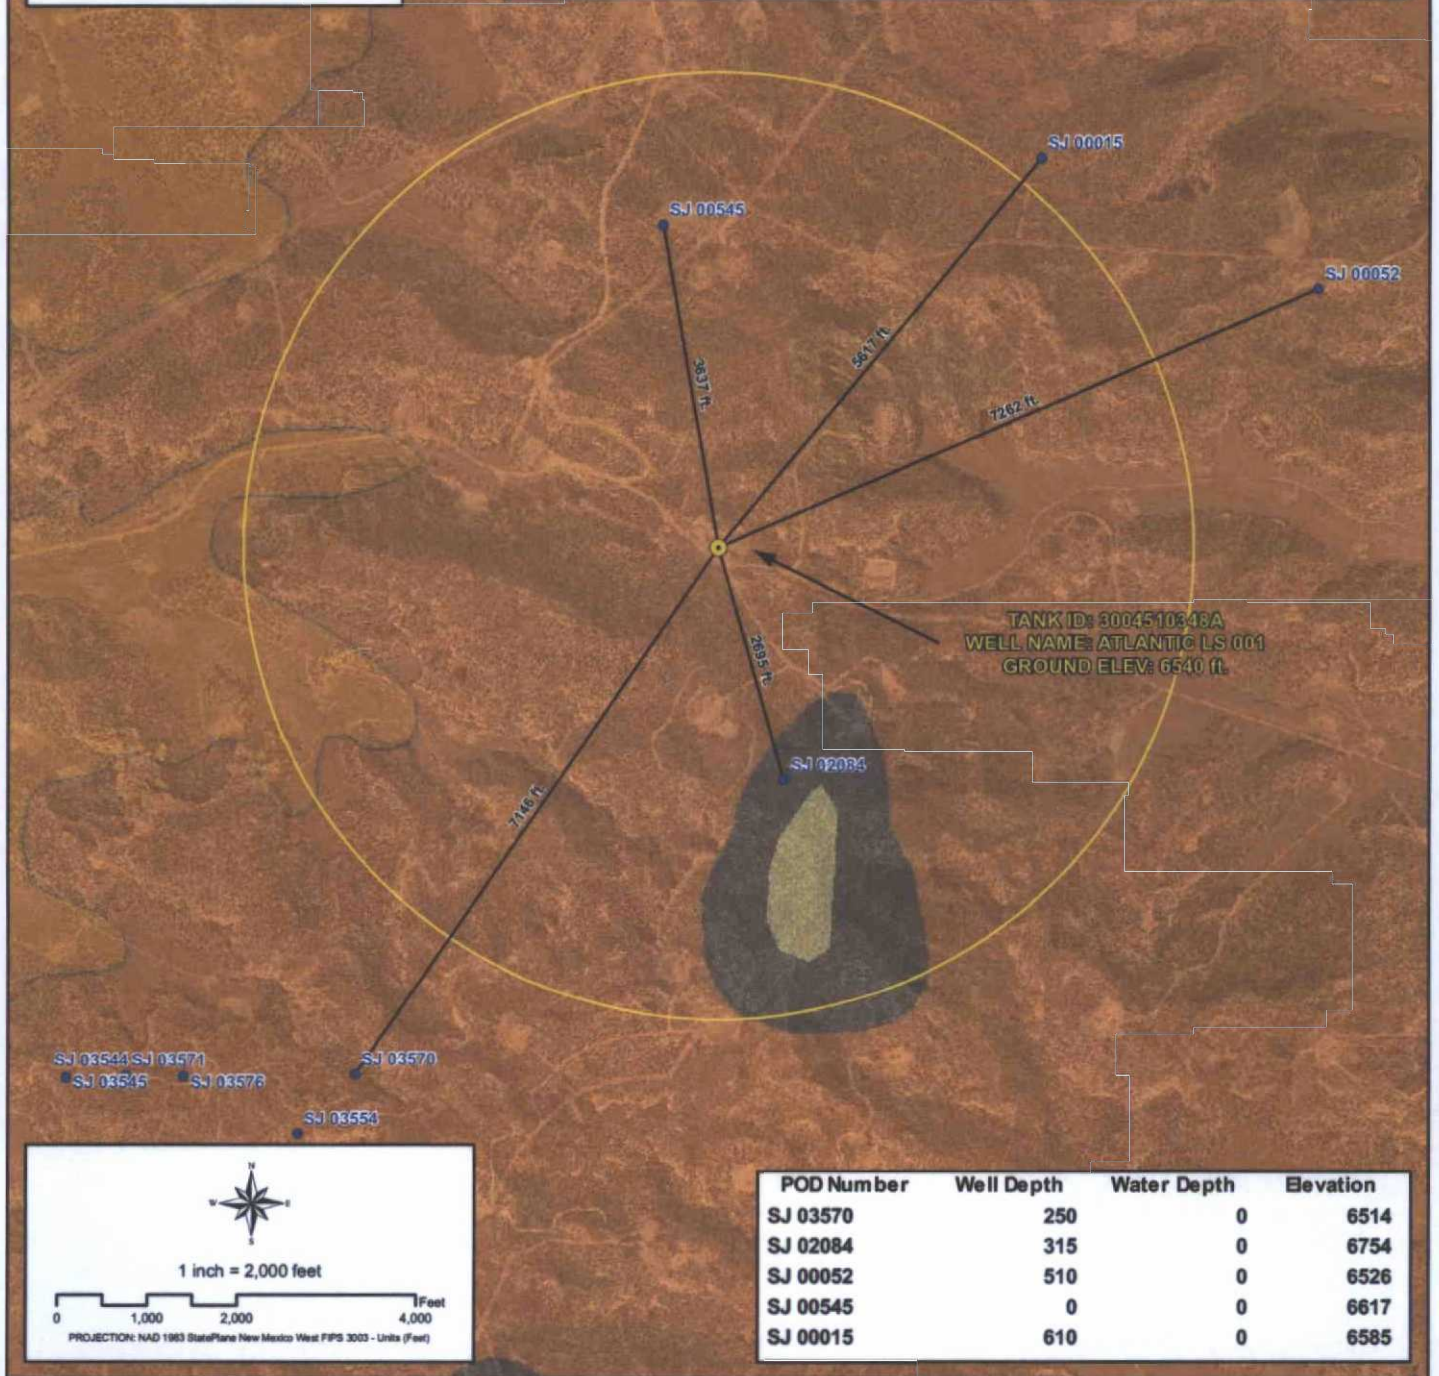 SJ 00015
SJ 00545
SJ 00052
5617 ft.
3637 ft.
7262 ft.
TANK ID: 3004510348A
WELL NAME: ATLANTIC LS 001
GROUND ELEV: 6540 ft.
2695 ft.
SJ 02084
7146 ft.
SJ 03544 SJ 03571
SJ 03570
SJ 03545 SJ 03576
SJ 03554
N
W E
S
1 inch = 2,000 feet
Feet
0 1,000 2,000 4,000
PROJECTION: NAD 1983 StatePlane New Mexico West FIPS 3003 - Units (Feet)
POD Number Well Depth Water Depth Elevation
SJ 03570 250 0 6514
SJ 02084 315 0 6754
SJ 00052 510 0 6526
SJ 00545 0 0 6617
SJ 00015 610 0 6585